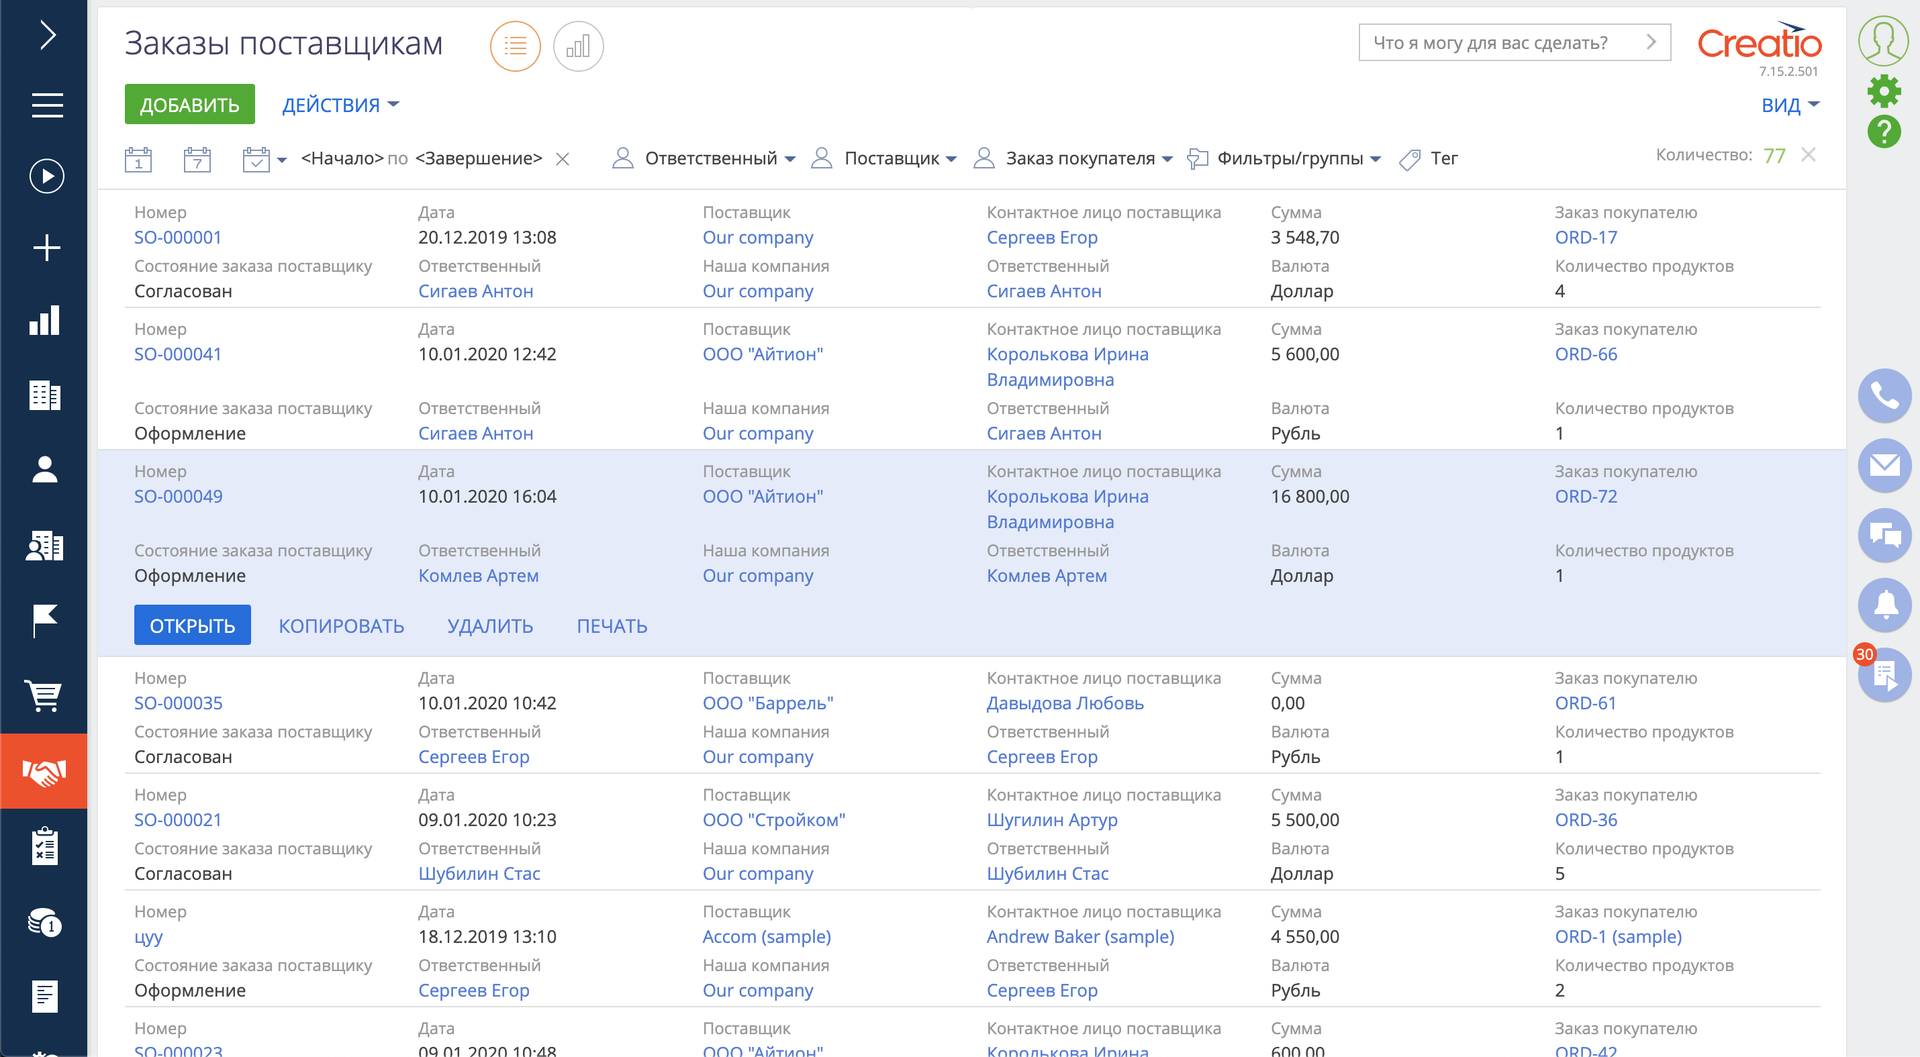 Заказы поставщикам
Что я могу для вас сделать?
Creatio
7.15.2.501
ДОБАВИТЬ ДЕЙСТВИЯ ВИД
1 7 <Начало> по <Завершение> Ответственный Поставщик Заказ покупателя Фильтры/группы Тег Количество: 77
Номер Дата Поставщик Контактное лицо поставщика Сумма Заказ покупателю
SO-000001 20.12.2019 13:08 Our company Сергеев Егор 3 548,70 ORD-17
Состояние заказа поставщику Ответственный Наша компания Ответственный Валюта Количество продуктов
Согласован Сигаев Антон Our company Сигаев Антон Доллар 4
Номер Дата Поставщик Контактное лицо поставщика Сумма Заказ покупателю
SO-000041 10.01.2020 12:42 ООО "Айтион" Королькова Ирина 5 600,00 ORD-66
Владимировна
Состояние заказа поставщику Ответственный Наша компания Ответственный Валюта Количество продуктов
Оформление Сигаев Антон Our company Сигаев Антон Рубль 1
Номер Дата Поставщик Контактное лицо поставщика Сумма Заказ покупателю
SO-000049 10.01.2020 16:04 ООО "Айтион" Королькова Ирина 16 800,00 ORD-72
Владимировна
Состояние заказа поставщику Ответственный Наша компания Ответственный Валюта Количество продуктов
Оформление Комлев Артем Our company Комлев Артем Доллар 1
ОТКРЫТЬ КОПИРОВАТЬ УДАЛИТЬ ПЕЧАТЬ
30
Номер Дата Поставщик Контактное лицо поставщика Сумма Заказ покупателю
SO-000035 10.01.2020 10:42 ООО "Баррель" Давыдова Любовь 0,00 ORD-61
Состояние заказа поставщику Ответственный Наша компания Ответственный Валюта Количество продуктов
Согласован Сергеев Егор Our company Сергеев Егор Рубль 1
Номер Дата Поставщик Контактное лицо поставщика Сумма Заказ покупателю
SO-000021 09.01.2020 10:23 ООО "Стройком" Шугилин Артур 5 500,00 ORD-36
Состояние заказа поставщику Ответственный Наша компания Ответственный Валюта Количество продуктов
Согласован Шубилин Стас Our company Шубилин Стас Доллар 5
Номер Дата Поставщик Контактное лицо поставщика Сумма Заказ покупателю
цуу 18.12.2019 13:10 Accom (sample) Andrew Baker (sample) 4 550,00 ORD-1 (sample)
Состояние заказа поставщику Ответственный Наша компания Ответственный Валюта Количество продуктов
Оформление Сергеев Егор Our company Сергеев Егор Рубль 2
Номер Дата Поставщик Контактное лицо поставщика Сумма Заказ покупателю
SO-000023 09.01.2020 10:48 ООО "Айтион" Королькова Ирина 600,00 ORD-42